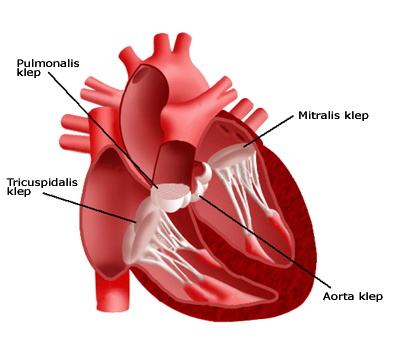 Pulmonalis
klep
Mitralis klep
Tricuspidalis
klep
Aorta klep